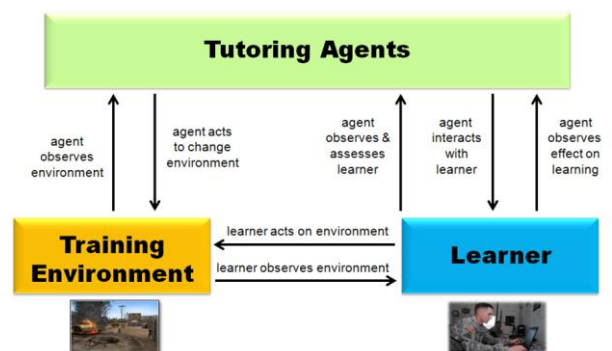 Tutoring Agents
agent
observes
environment
agent acts
to change
environment
agent
observes &
assesses
learner
agent
interacts
with
learner
agent
observes
effect on
learning
Training
Environment
learner acts on environment
learner observes environment
Learner